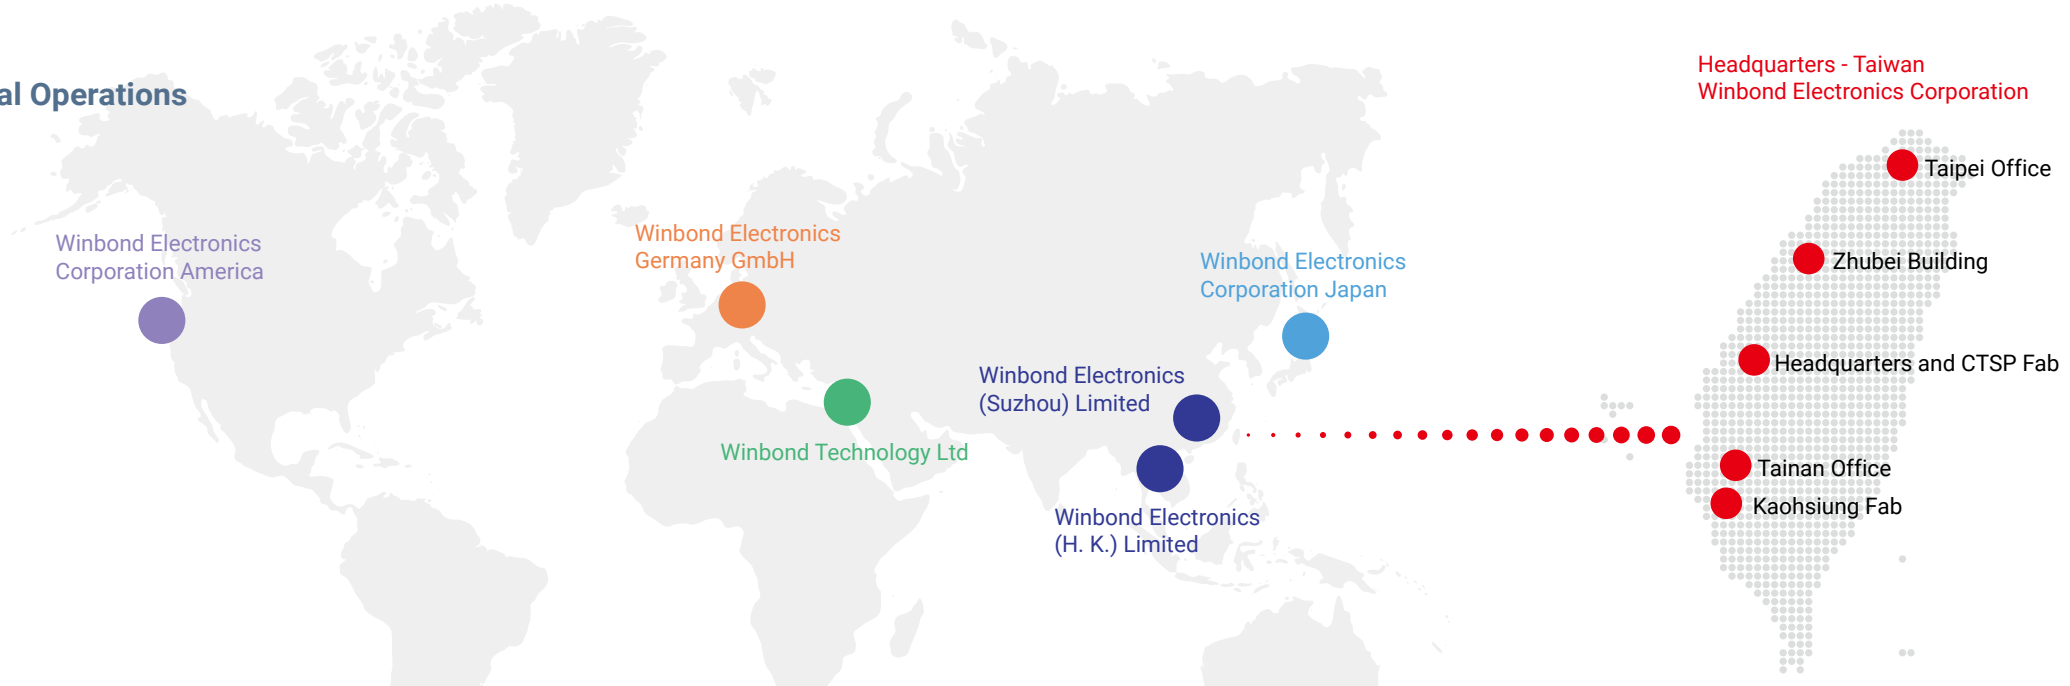 al Operations
Headquarters - Taiwan
Winbond Electronics Corporation
Taipei Office
Winbond Electronics
Corporation America
Winbond Electronics
Germany GmbH
Winbond Electronics
Corporation Japan
Zhubei Building
Winbond Electronics
(Suzhou) Limited
Headquarters and CTSP Fab
Winbond Technology Ltd
Tainan Office
Kaohsiung Fab
Winbond Electronics
(H. K.) Limited